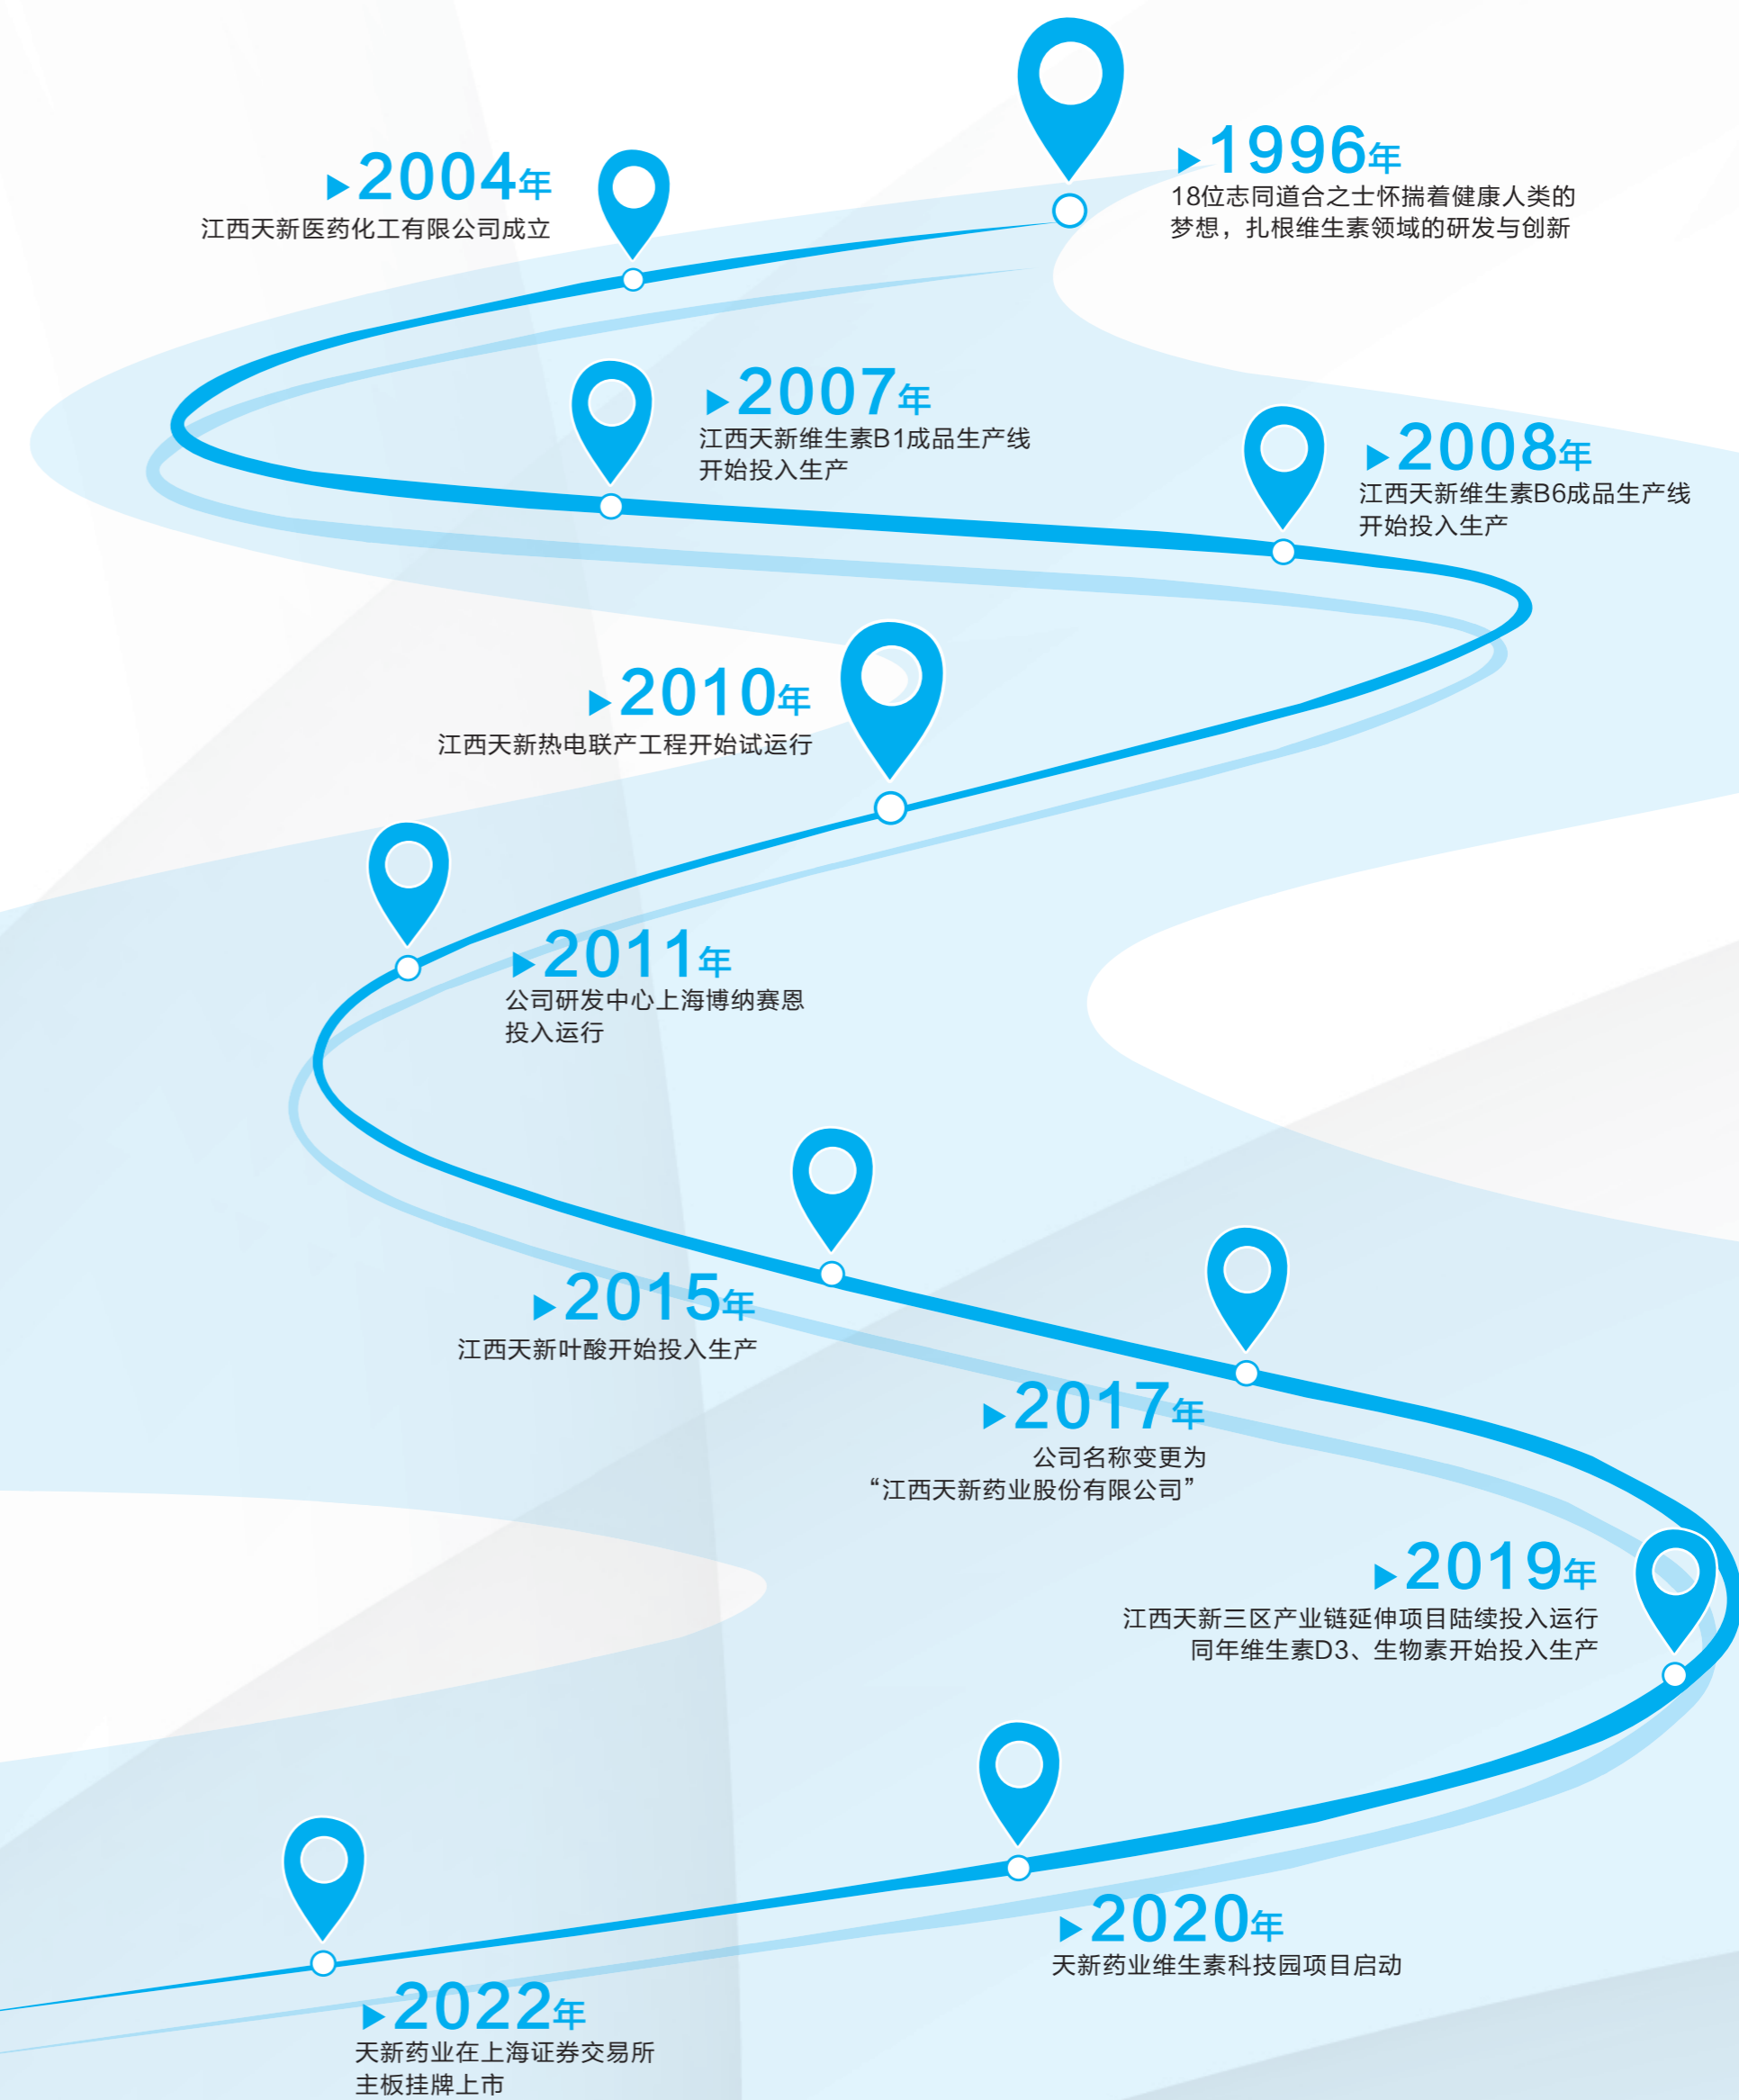 ▶1996年
18位志同道合之士怀揣着健康人类的
梦想，扎根维生素领域的研发与创新
▶2004年
江西天新医药化工有限公司成立
▶2007年
江西天新维生素B1成品生产线
开始投入生产
▶2008年
江西天新维生素B6成品生产线
开始投入生产
▶2010年
江西天新热电联产工程开始试运行
▶2011年
公司研发中心上海博纳赛恩
投入运行
▶2015年
江西天新叶酸开始投入生产
▶2017年
公司名称变更为
“江西天新药业股份有限公司”
▶2019年
江西天新三区产业链延伸项目陆续投入运行
同年维生素D3、生物素开始投入生产
▶2020年
天新药业维生素科技园项目启动
▶2022年
天新药业在上海证券交易所
主板挂牌上市